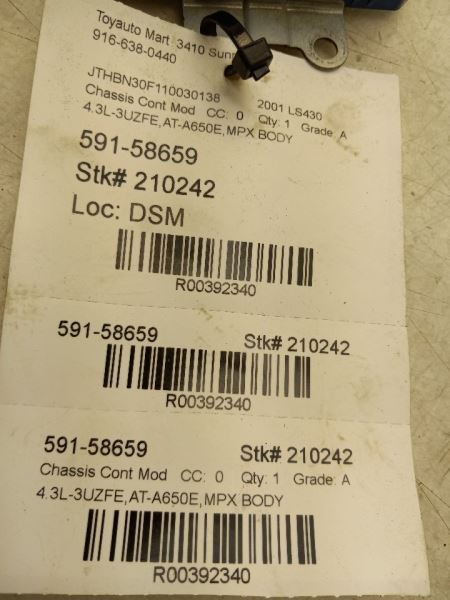 Toyauto Mart 3410 Sunr
916-638-0440
JTHBN30F110030138 2001 LS430
Chassis Cont Mod CC: 0 Qty: 1 Grade: A
4.3L-3UZFE,AT-A650E,MPX BODY
591-58659
Stk# 210242
Loc: DSM
R00392340
591-58659 Stk# 210242
R00392340
591-58659 Stk# 210242
Chassis Cont Mod CC: 0 Qty: 1 Grade: A
4.3L-3UZFE,AT-A650E,MPX BODY
R00392340